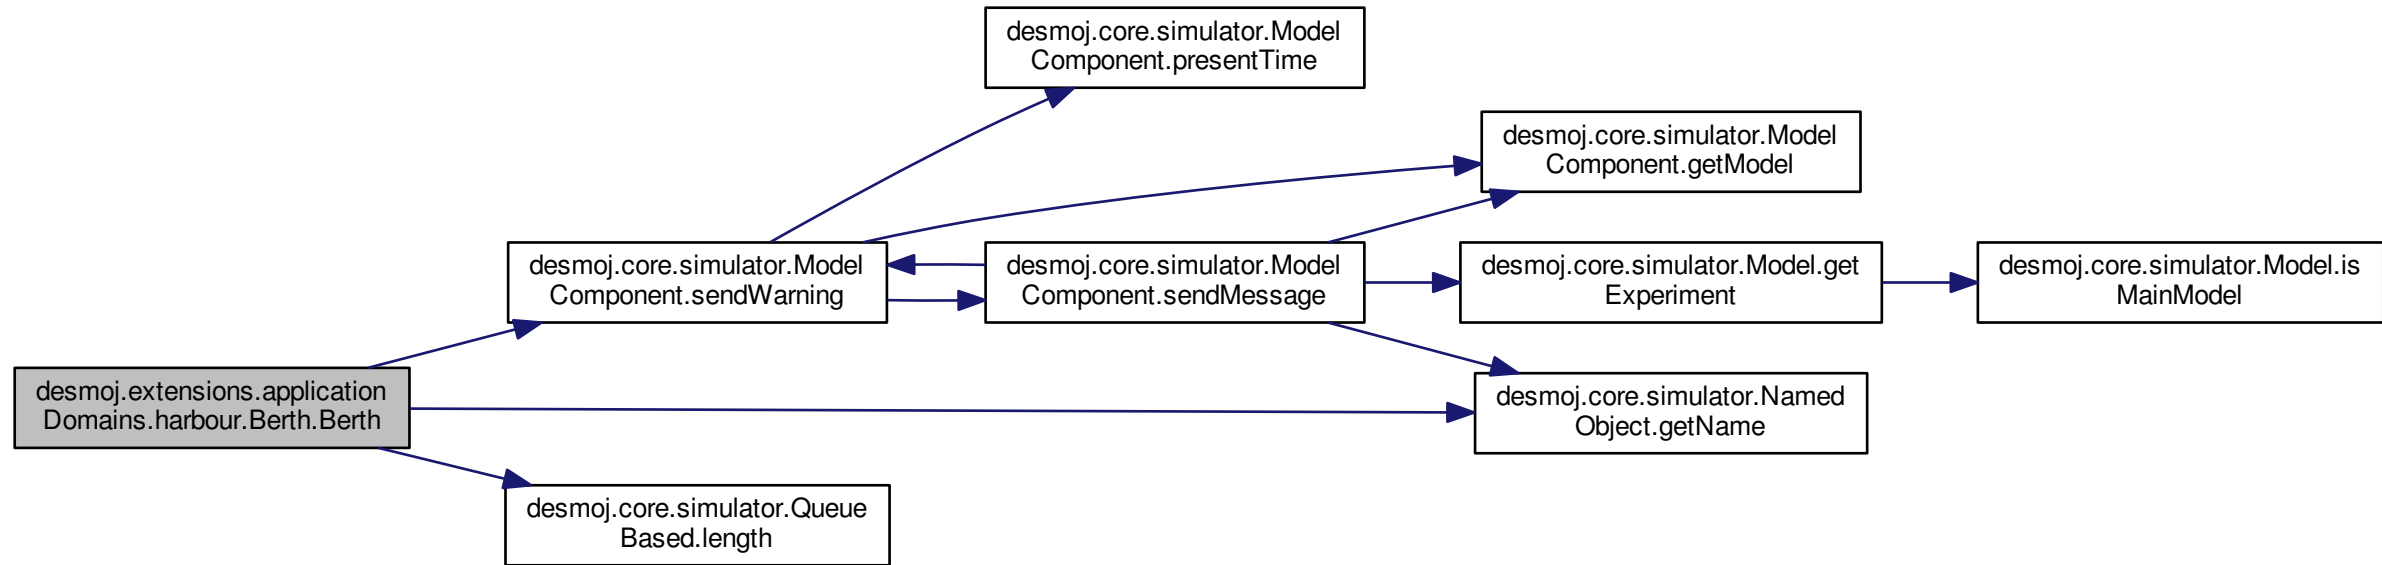 desmoj.core.simulator.Model
Component.presentTime
desmoj.core.simulator.Model
Component.getModel
desmoj.core.simulator.Model
Component.sendWarning
desmoj.core.simulator.Model
Component.sendMessage
desmoj.core.simulator.Model.get
Experiment
desmoj.core.simulator.Model.is
MainModel
desmoj.extensions.application
Domains.harbour.Berth.Berth
desmoj.core.simulator.Named
Object.getName
desmoj.core.simulator.Queue
Based.length